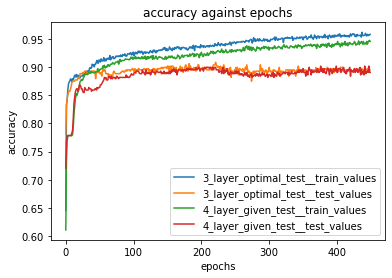 accuracy against epochs
accuracy
0.95
0.90
0.85
0.80
0.75
0.70
0.65
0.60
3_layer_optimal_test__train_values
3_layer_optimal_test__test_values
4_layer_given_test__train_values
4_layer_given_test__test_values
0 100 200 300 400
epochs